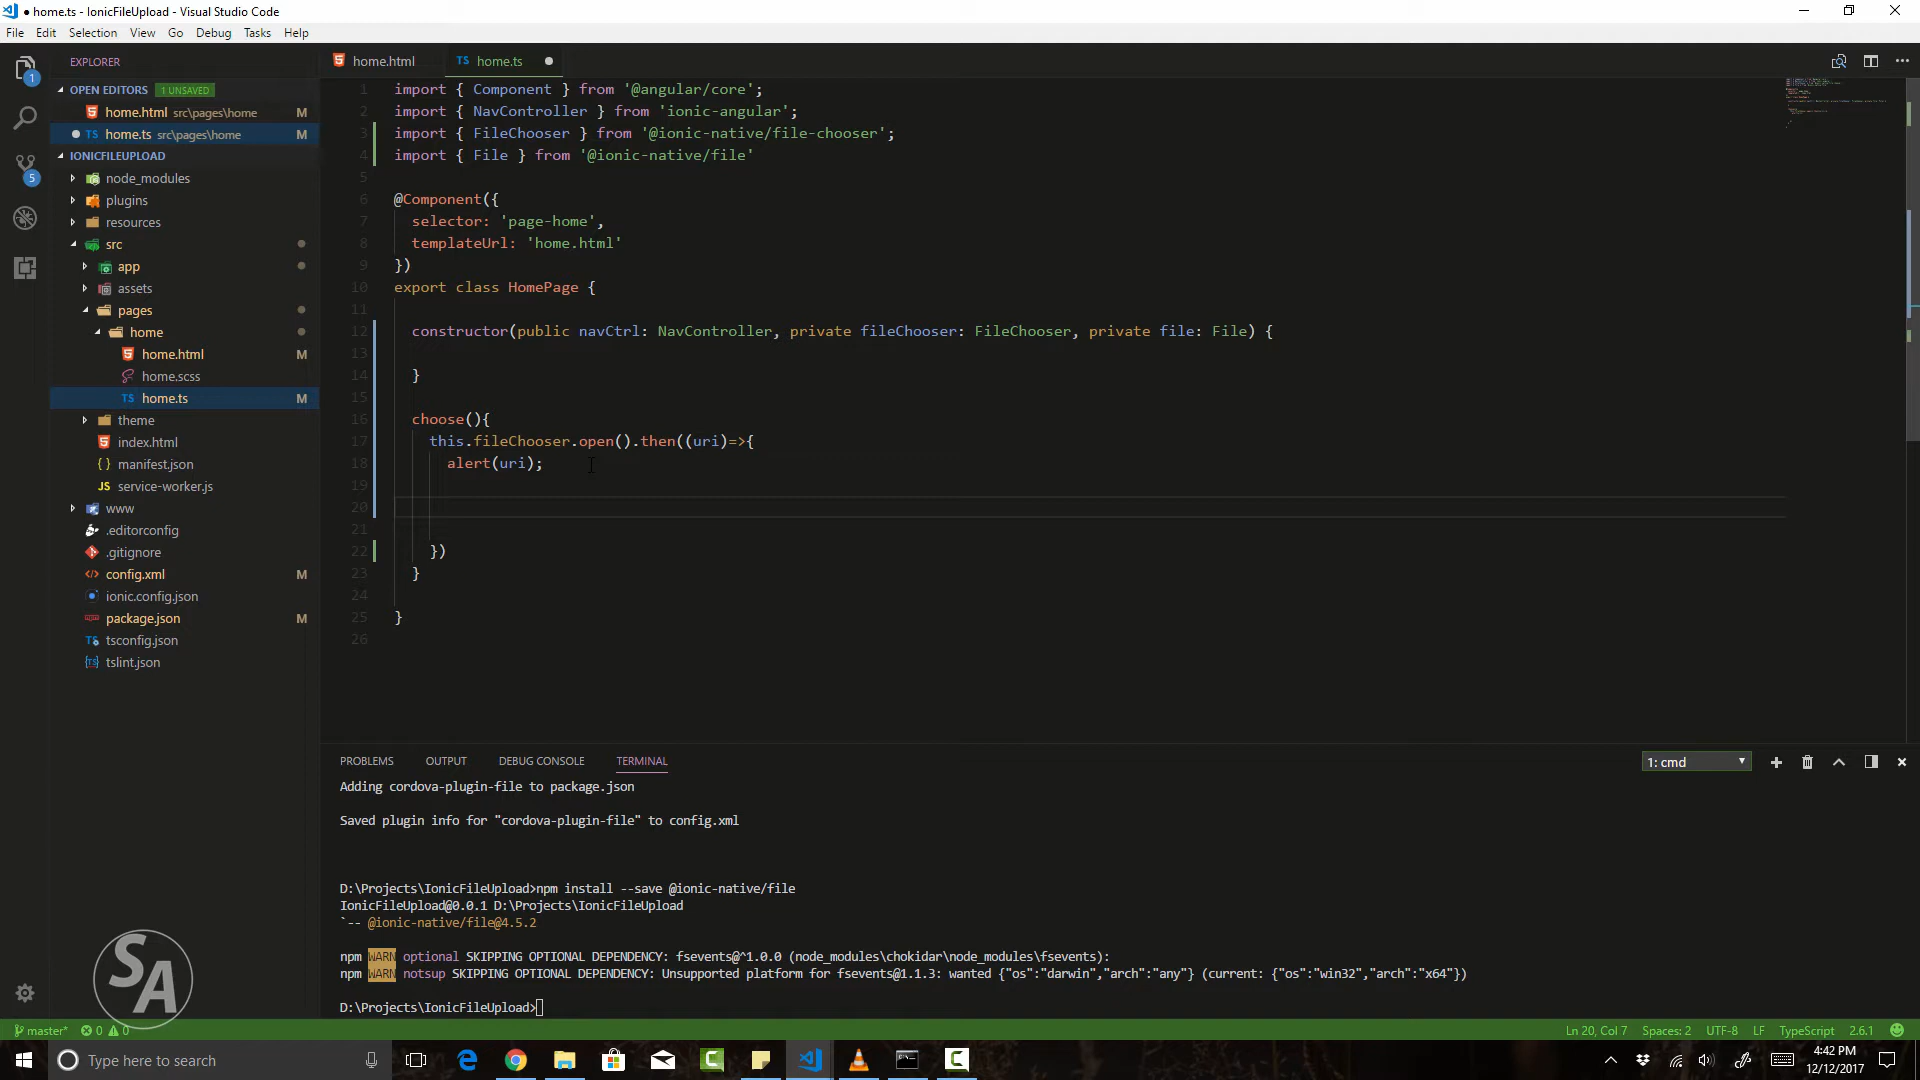 home.ts - IonicFileUpload - Visual Studio Code
File Edit Selection View Go Debug Tasks Help
EXPLORER
OPEN EDITORS 1 UNSAVED
home.html src\pages\home M
home.ts src\pages\home M
IONICFILEUPLOAD
node_modules
plugins
resources
src
app
assets
pages
home
home.html M
home.scss
home.ts M
theme
index.html
manifest.json
service-worker.js
www
.editorconfig
.gitignore
config.xml M
ionic.config.json
package.json M
tsconfig.json
tslint.json
home.html home.ts
1 import { Component } from '@angular/core';
2 import { NavController } from 'ionic-angular';
3 import { FileChooser } from '@ionic-native/file-chooser';
4 import { File } from '@ionic-native/file'
5
6 @Component({
7 selector: 'page-home',
8 templateUrl: 'home.html'
9 })
10 export class HomePage {
11
12 constructor(public navCtrl: NavController, private fileChooser: FileChooser, private file: File) {
13
14 }
15
16 choose(){
17 this.fileChooser.open().then((uri)=>{
18 alert(uri);
19
20
21
22 })
23 }
24
25 }
26
PROBLEMS OUTPUT DEBUG CONSOLE TERMINAL 1: cmd
Adding cordova-plugin-file to package.json
Saved plugin info for "cordova-plugin-file" to config.xml
D:\Projects\IonicFileUpload>npm install --save @ionic-native/file
IonicFileUpload@0.0.1 D:\Projects\IonicFileUpload
`-- @ionic-native/file@4.5.2
npm WARN optional SKIPPING OPTIONAL DEPENDENCY: fsevents@^1.0.0 (node_modules\chokidar\node_modules\fsevents):
npm WARN notsup SKIPPING OPTIONAL DEPENDENCY: Unsupported platform for fsevents@1.1.3: wanted {"os":"darwin","arch":"any"} (current: {"os":"win32","arch":"x64"})
D:\Projects\IonicFileUpload>
SA
master* 0 0 Ln 20, Col 7 Spaces: 2 UTF-8 LF TypeScript 2.6.1
Type here to search
4:42 PM
12/12/2017